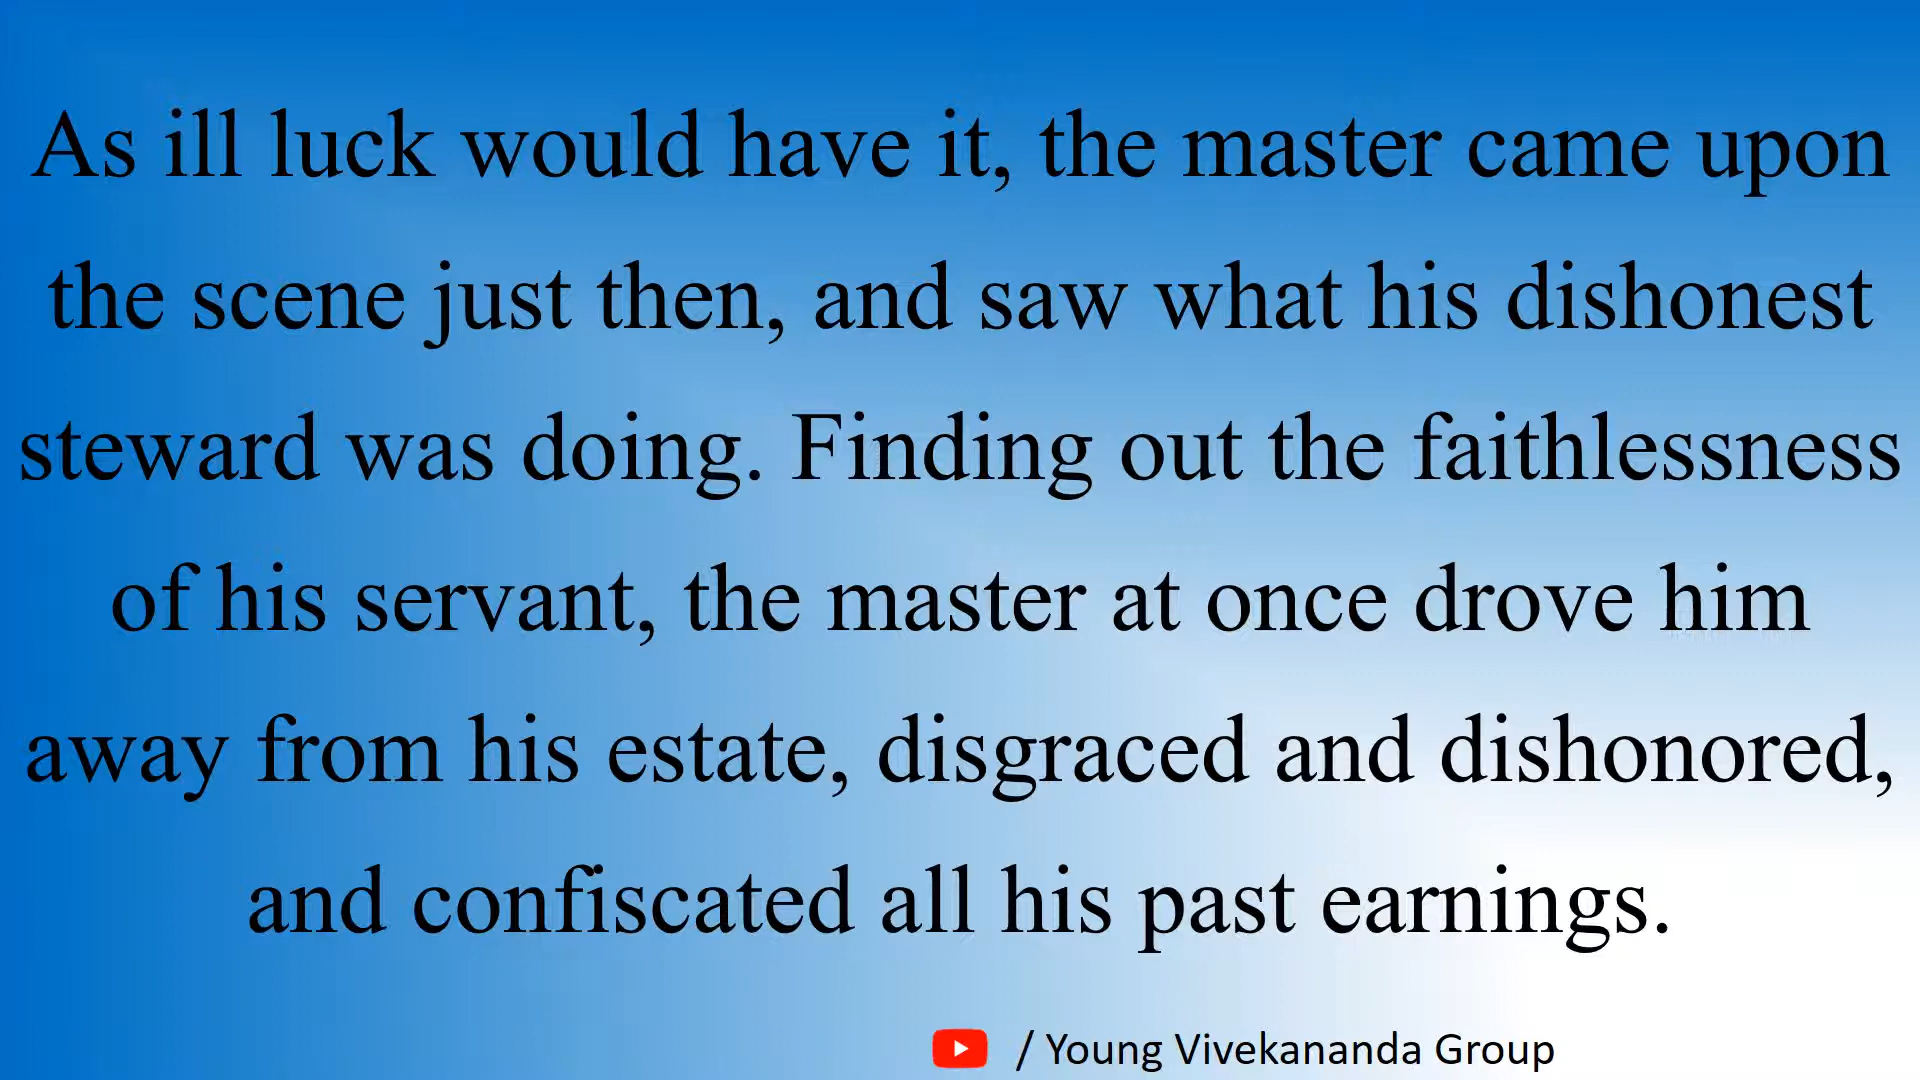 As ill luck would have it, the master came upon
the scene just then, and saw what his dishonest
steward was doing. Finding out the faithlessness
of his servant, the master at once drove him
away from his estate, disgraced and dishonored,
and confiscated all his past earnings.
/ Young Vivekananda Group